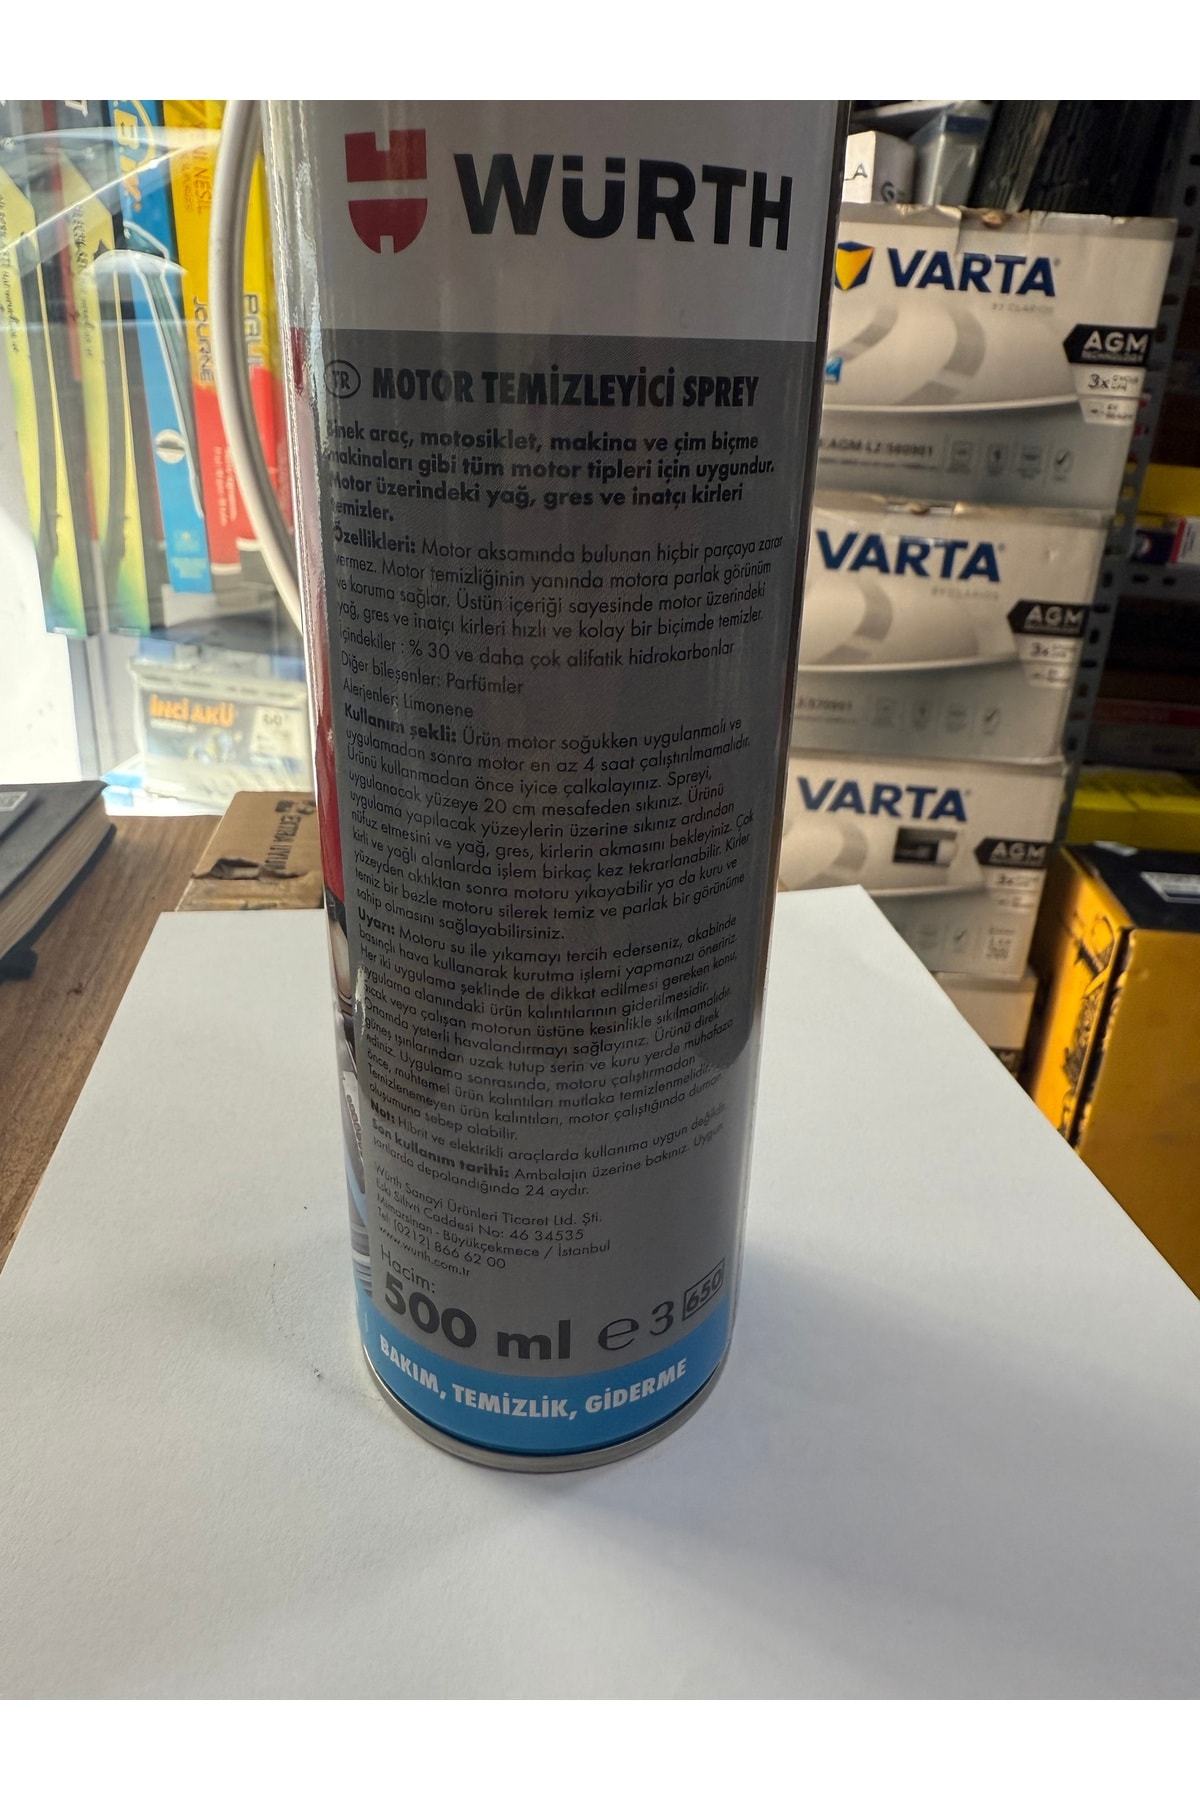 WÜRTH
TR MOTOR TEMİZLEYİCİ SPREY
Binek araç, motosiklet, makina ve çim biçme
makinaları gibi tüm motor tipleri için uygundur.
Motor üzerindeki yağ, gres ve inatçı kirleri
temizler.
Özellikleri: Motor aksamında bulunan hiçbir parçaya zarar
vermez. Motor temizliğinin yanında motora parlak görünüm
ve koruma sağlar. Üstün içeriği sayesinde motor üzerindeki
yağ, gres ve inatçı kirleri hızlı ve kolay bir biçimde temizler.
İçindekiler : % 30 ve daha çok alifatik hidrokarbonlar
Diğer bileşenler: Parfümler
Alerjenler: Limonene
Kullanım şekli: Ürün motor soğukken uygulanmalı ve
uygulamadan sonra motor en az 4 saat çalıştırılmamalıdır.
Ürünü kullanmadan önce iyice çalkalayınız. Spreyi,
uygulanacak yüzeye 20 cm mesafeden sıkınız. Ürünü
uygulama yapılacak yüzeylerin üzerine sıkınız ardından
nüfuz etmesini ve yağ, gres, kirlerin akmasını bekleyiniz. Çok
kirli ve yağlı alanlarda işlem birkaç kez tekrarlanabilir. Kirler
yüzeyden aktıktan sonra motoru yıkayabilir ya da kuru ve
temiz bir bezle motoru silerek temiz ve parlak bir görünüme
sahip olmasını sağlayabilirsiniz.
Uyarı: Motoru su ile yıkamayı tercih ederseniz, akabinde
basınçlı hava kullanarak kurutma işlemi yapmanızı öneririz.
Her iki uygulama şeklinde de dikkat edilmesi gereken konu,
uygulama alanındaki ürün kalıntılarının giderilmesidir.
Sıcak veya çalışan motorun üstüne kesinlikle sıkılmamalıdır.
Onamda yeterli havalandırmayı sağlayınız. Ürünü direk
güneş ışınlarından uzak tutup serin ve kuru yerde muhafaza
ediniz. Uygulama sonrasında, motoru çalıştırmadan
önce, muhtemel ürün kalıntıları mutlaka temizlenmelidir.
Temizlenemeyen ürün kalıntıları, motor çalıştığında duman
oluşumuna sebep olabilir.
Not: Hibrit ve elektrikli araçlarda kullanıma uygun değildir.
Son kullanım tarihi: Ambalajın üzerine bakınız. Uygun
şartlarda depolandığında 24 aydır.
Würth Sanayi Ürünleri Ticaret Ltd. Şti.
Eski Silivri Caddesi No: 46 34535
Mimarsinan - Büyükçekmece / İstanbul
Tel: (0212) 866 62 00
www.wurth.com.tr
Hacim:
500 ml e 3 650
BAKIM, TEMİZLİK, GİDERME
VARTA
BY CLARIOS
AGM
3x
VARTA
BY CLARIOS
AGM
VARTA
AGM
İNCİ AKÜ
60
EXTRA